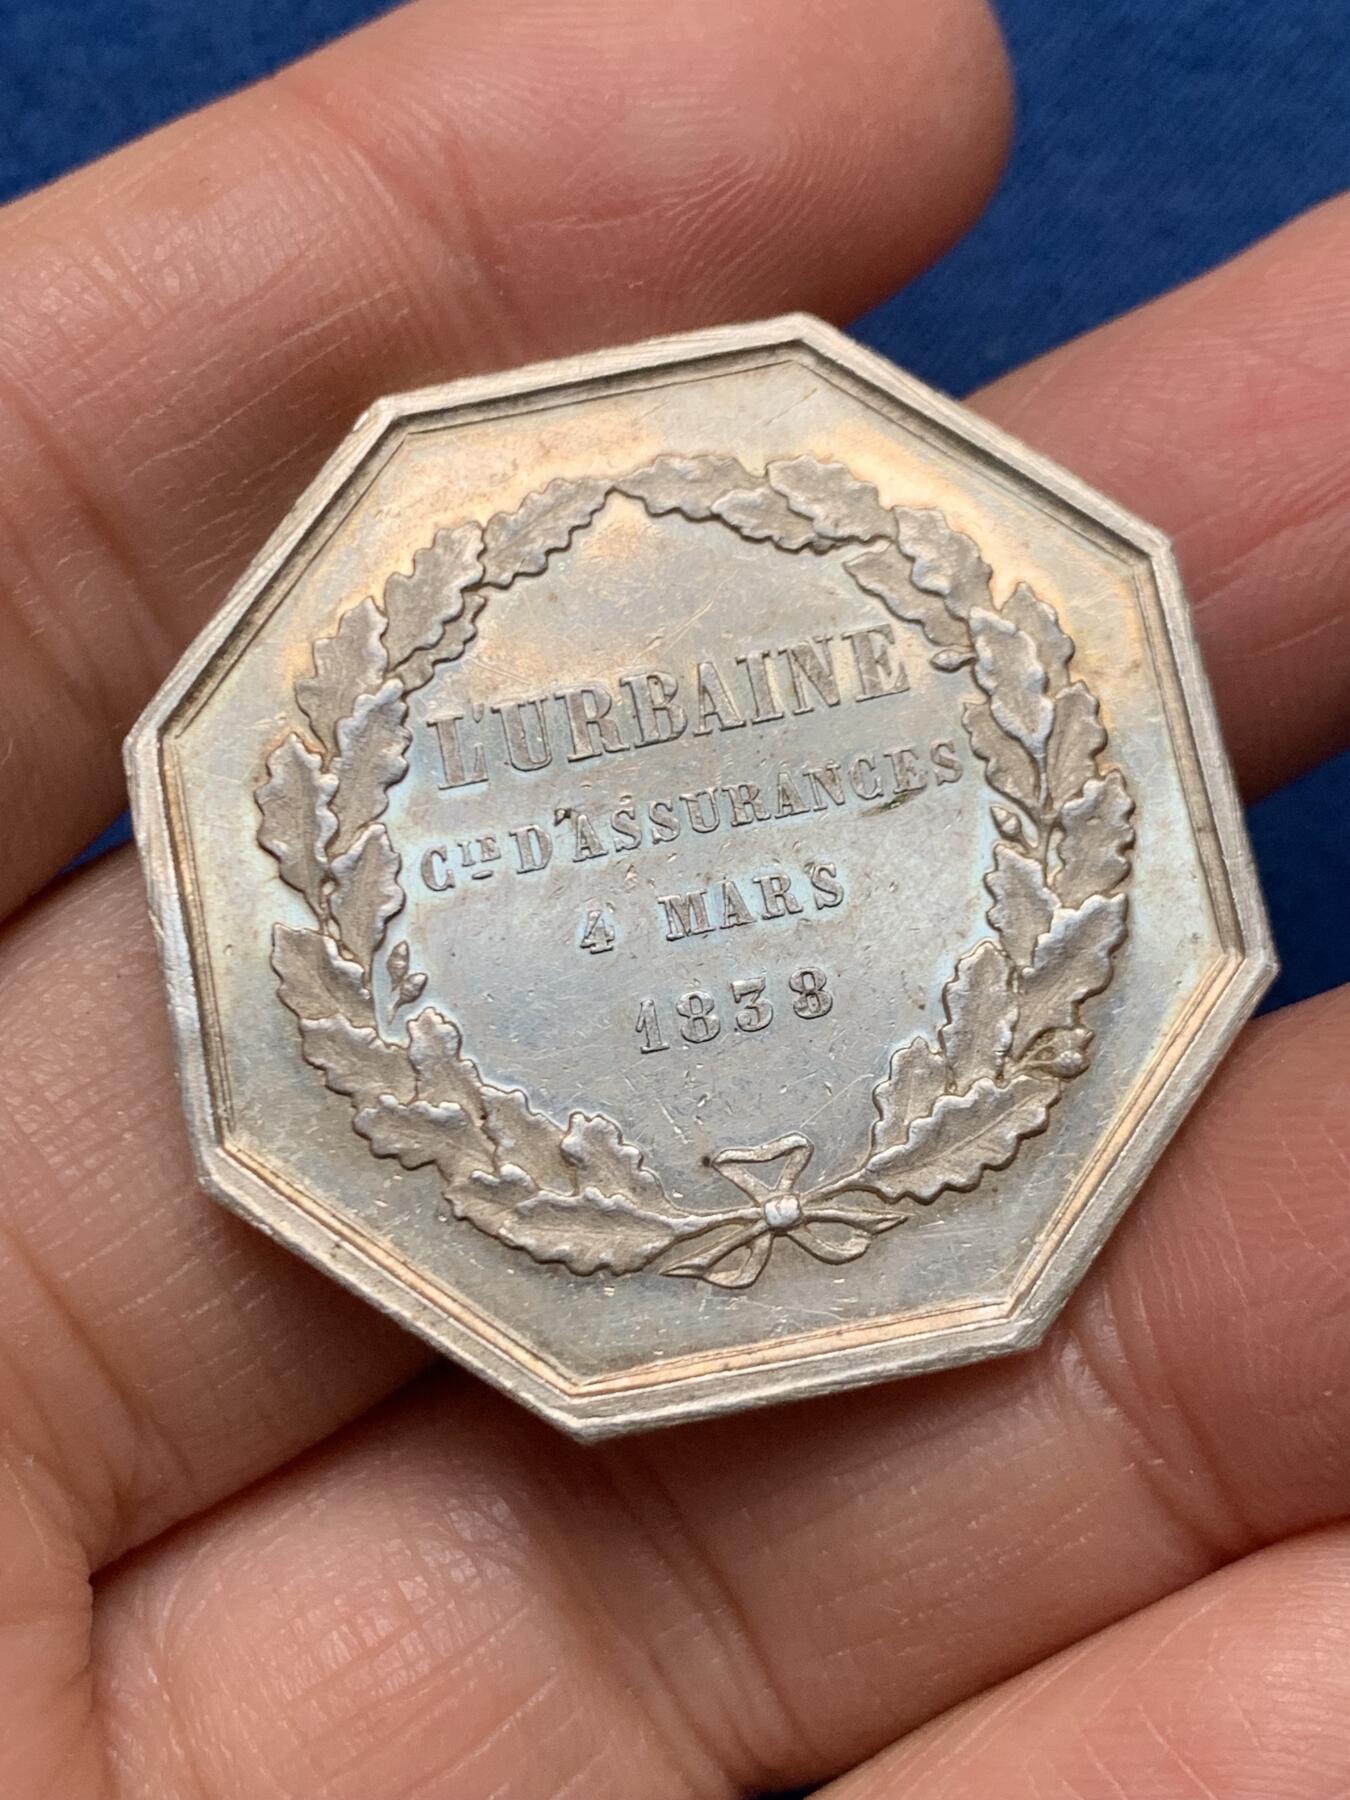 L'URBAINE
CIE D'ASSURANCES
4 MARS
1838